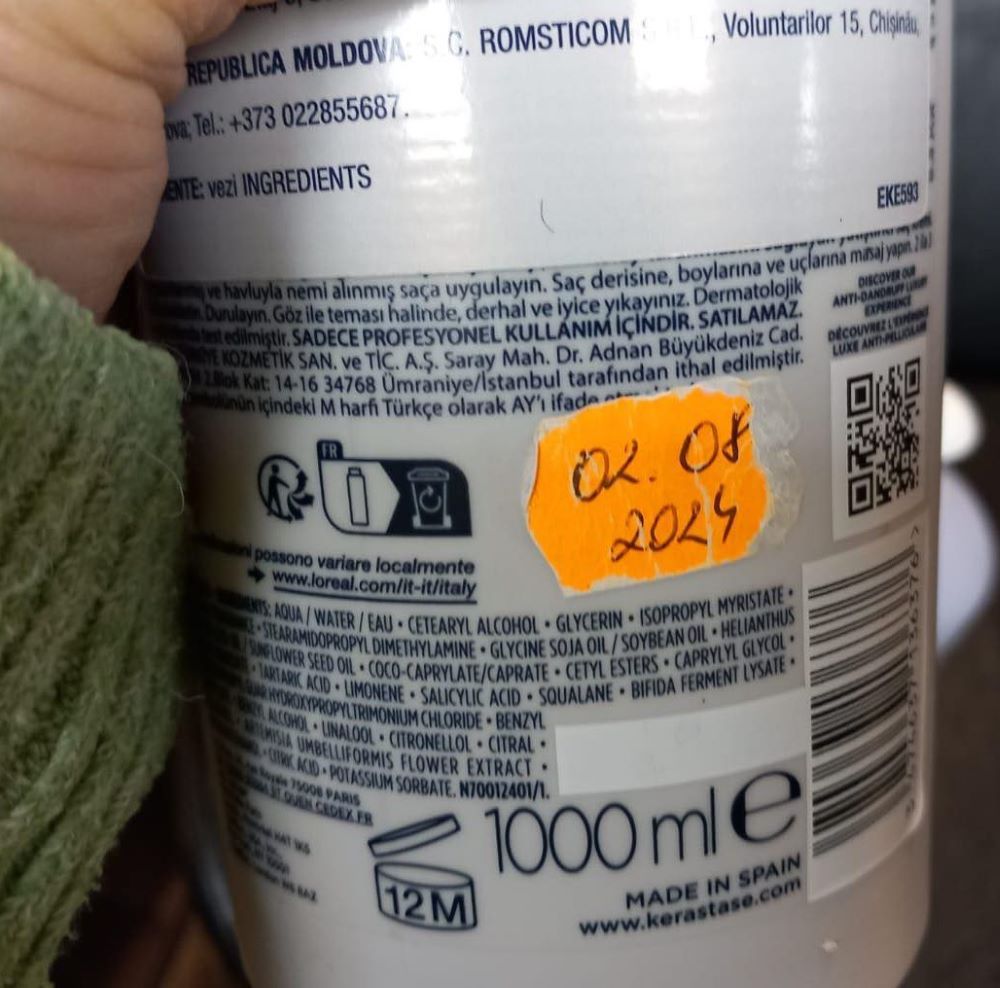 REPUBLICA MOLDOVA: S.C. ROMSTICOM S.R.L., Voluntarilor 15, Chișinău,
ova; Tel.: +373 022855687.
ENTE: vezi INGREDIENTS
EKE593
ve havluyla nemi alınmış saça uygulayın. Saç derisine, boylarına ve uçlarına masaj yapın. 2 ila 3
Durulayın. Göz ile teması halinde, derhal ve iyice yıkayınız. Dermatolojik
test edilmiştir. SADECE PROFESYONEL KULLANIM İÇİNDİR. SATILAMAZ.
KOZMETİK SAN. ve TİC. A.Ş. Saray Mah. Dr. Adnan Büyükdeniz Cad.
2.Blok Kat: 14-16 34768 Ümraniye/İstanbul tarafından ithal edilmiştir.
içindeki M harfi Türkçe olarak AY'ı ifade
DISCOVER OUR
ANTI-DANDRUFF LUXURY
EXPERIENCE
DÉCOUVREZ L'EXPÉRIENCE
LUXE ANTI-PELLICULAIRE
02. 08
2024
FR
possono variare localmente
www.loreal.com/it-it/italy
AQUA / WATER / EAU • CETEARYL ALCOHOL • GLYCERIN • ISOPROPYL MYRISTATE •
• STEARAMIDOPROPYL DIMETHYLAMINE • GLYCINE SOJA OIL / SOYBEAN OIL • HELIANTHUS
SUNFLOWER SEED OIL • COCO-CAPRYLATE/CAPRATE • CETYL ESTERS • CAPRYLYL GLYCOL •
• TARTARIC ACID • LIMONENE • SALICYLIC ACID • SQUALANE • BIFIDA FERMENT LYSATE •
HYDROXYPROPYLTRIMONIUM CHLORIDE • BENZYL
ALCOHOL • LINALOOL • CITRONELLOL • CITRAL •
UMBELLIFORMIS FLOWER EXTRACT •
• CITRIC ACID • POTASSIUM SORBATE. N70012401/1.
75008 PARIS
ST OUEN CEDEX.FR
12M
1000 ml e
MADE IN SPAIN
www.kerastase.com